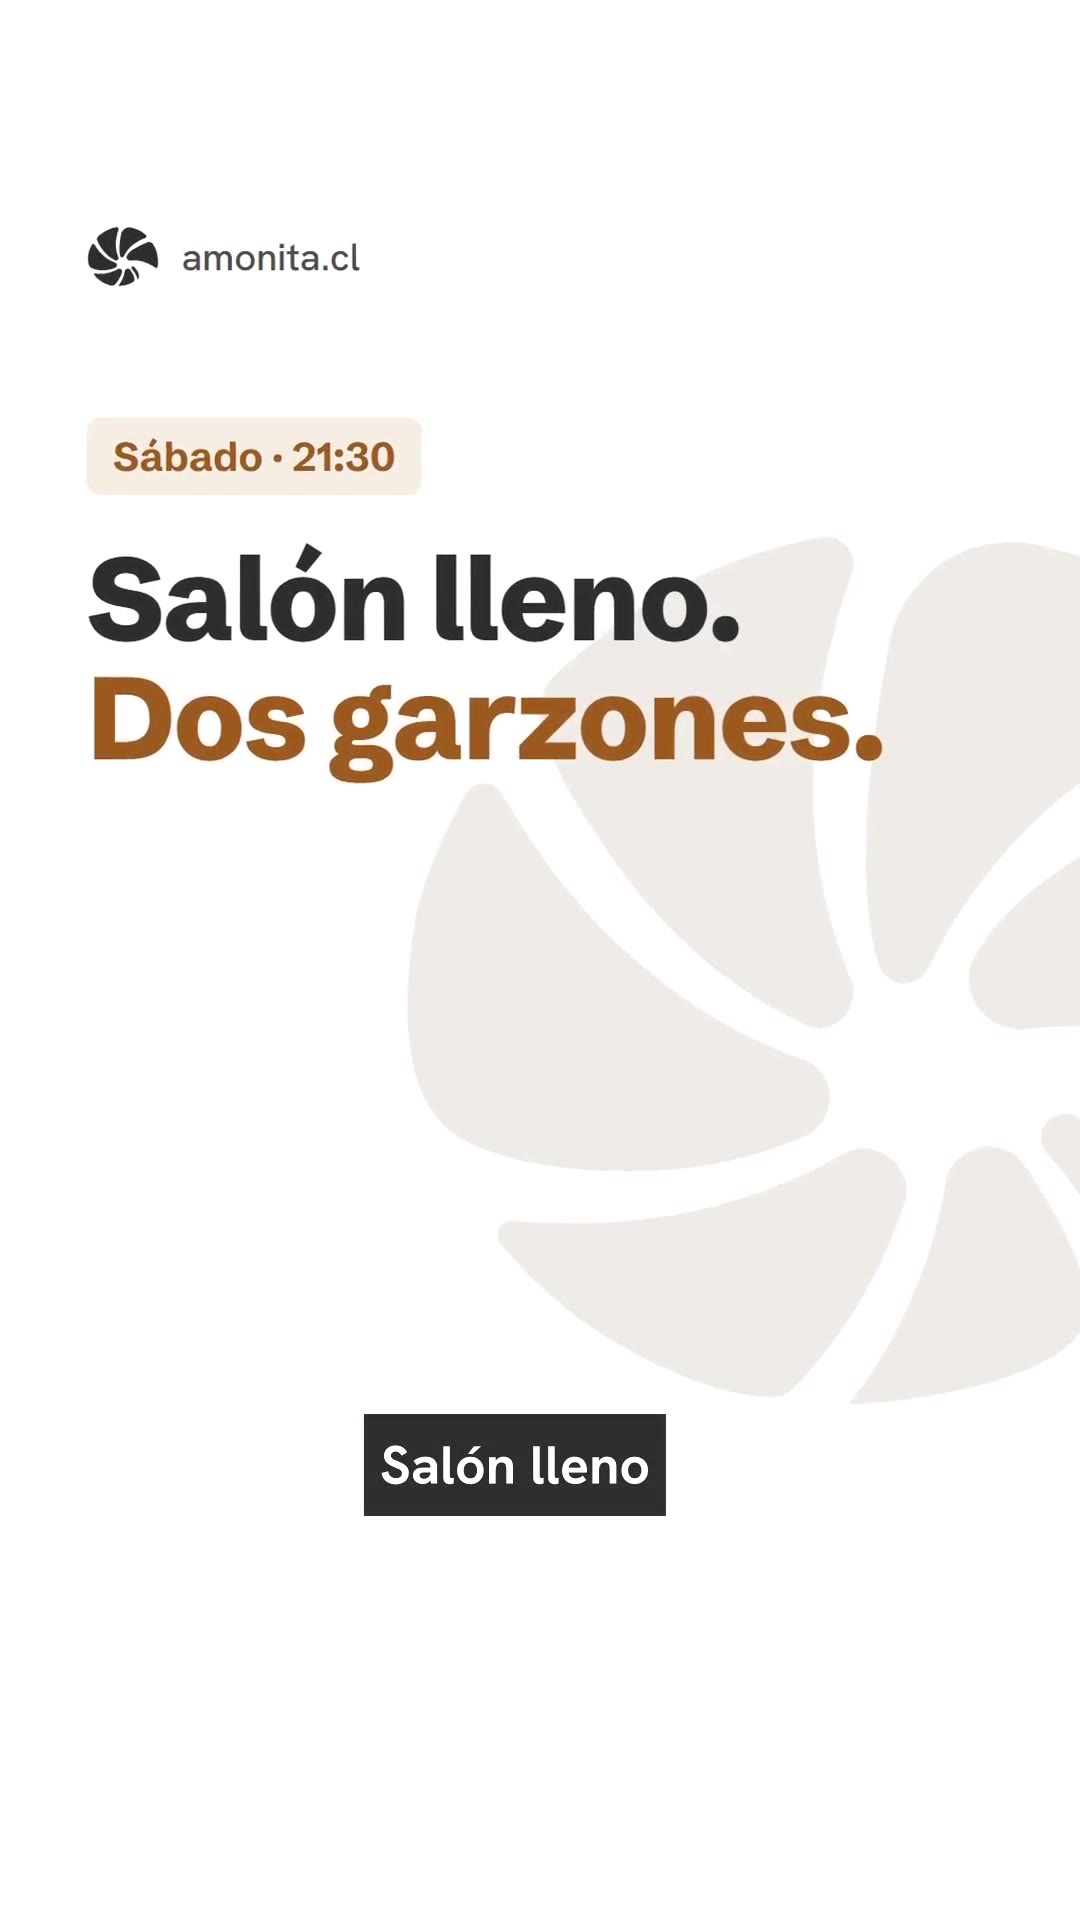 amonita.cl
Sábado · 21:30
Salón lleno.
Dos garzones.
Salón lleno